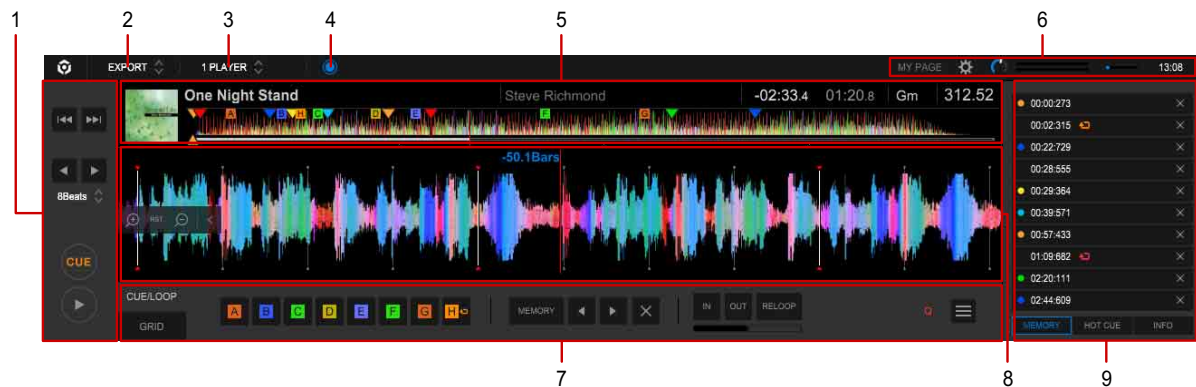 1 2 3 4 5 6
EXPORT 1 PLAYER MY PAGE 13:08
One Night Stand Steve Richmond -02:33.4 01:20.8 Gm 312.52
A B H C D E F G
-50.1Bars
8Beats
RST
CUE
CUE/LOOP
GRID
A B C D E F G H
MEMORY
IN OUT RELOOP
Q
00:00:273
00:02:315
00:22:729
00:28:555
00:29:364
00:39:571
00:57:433
01:09:682
02:20:111
02:44:609
MEMORY HOT CUE INFO
7 8 9